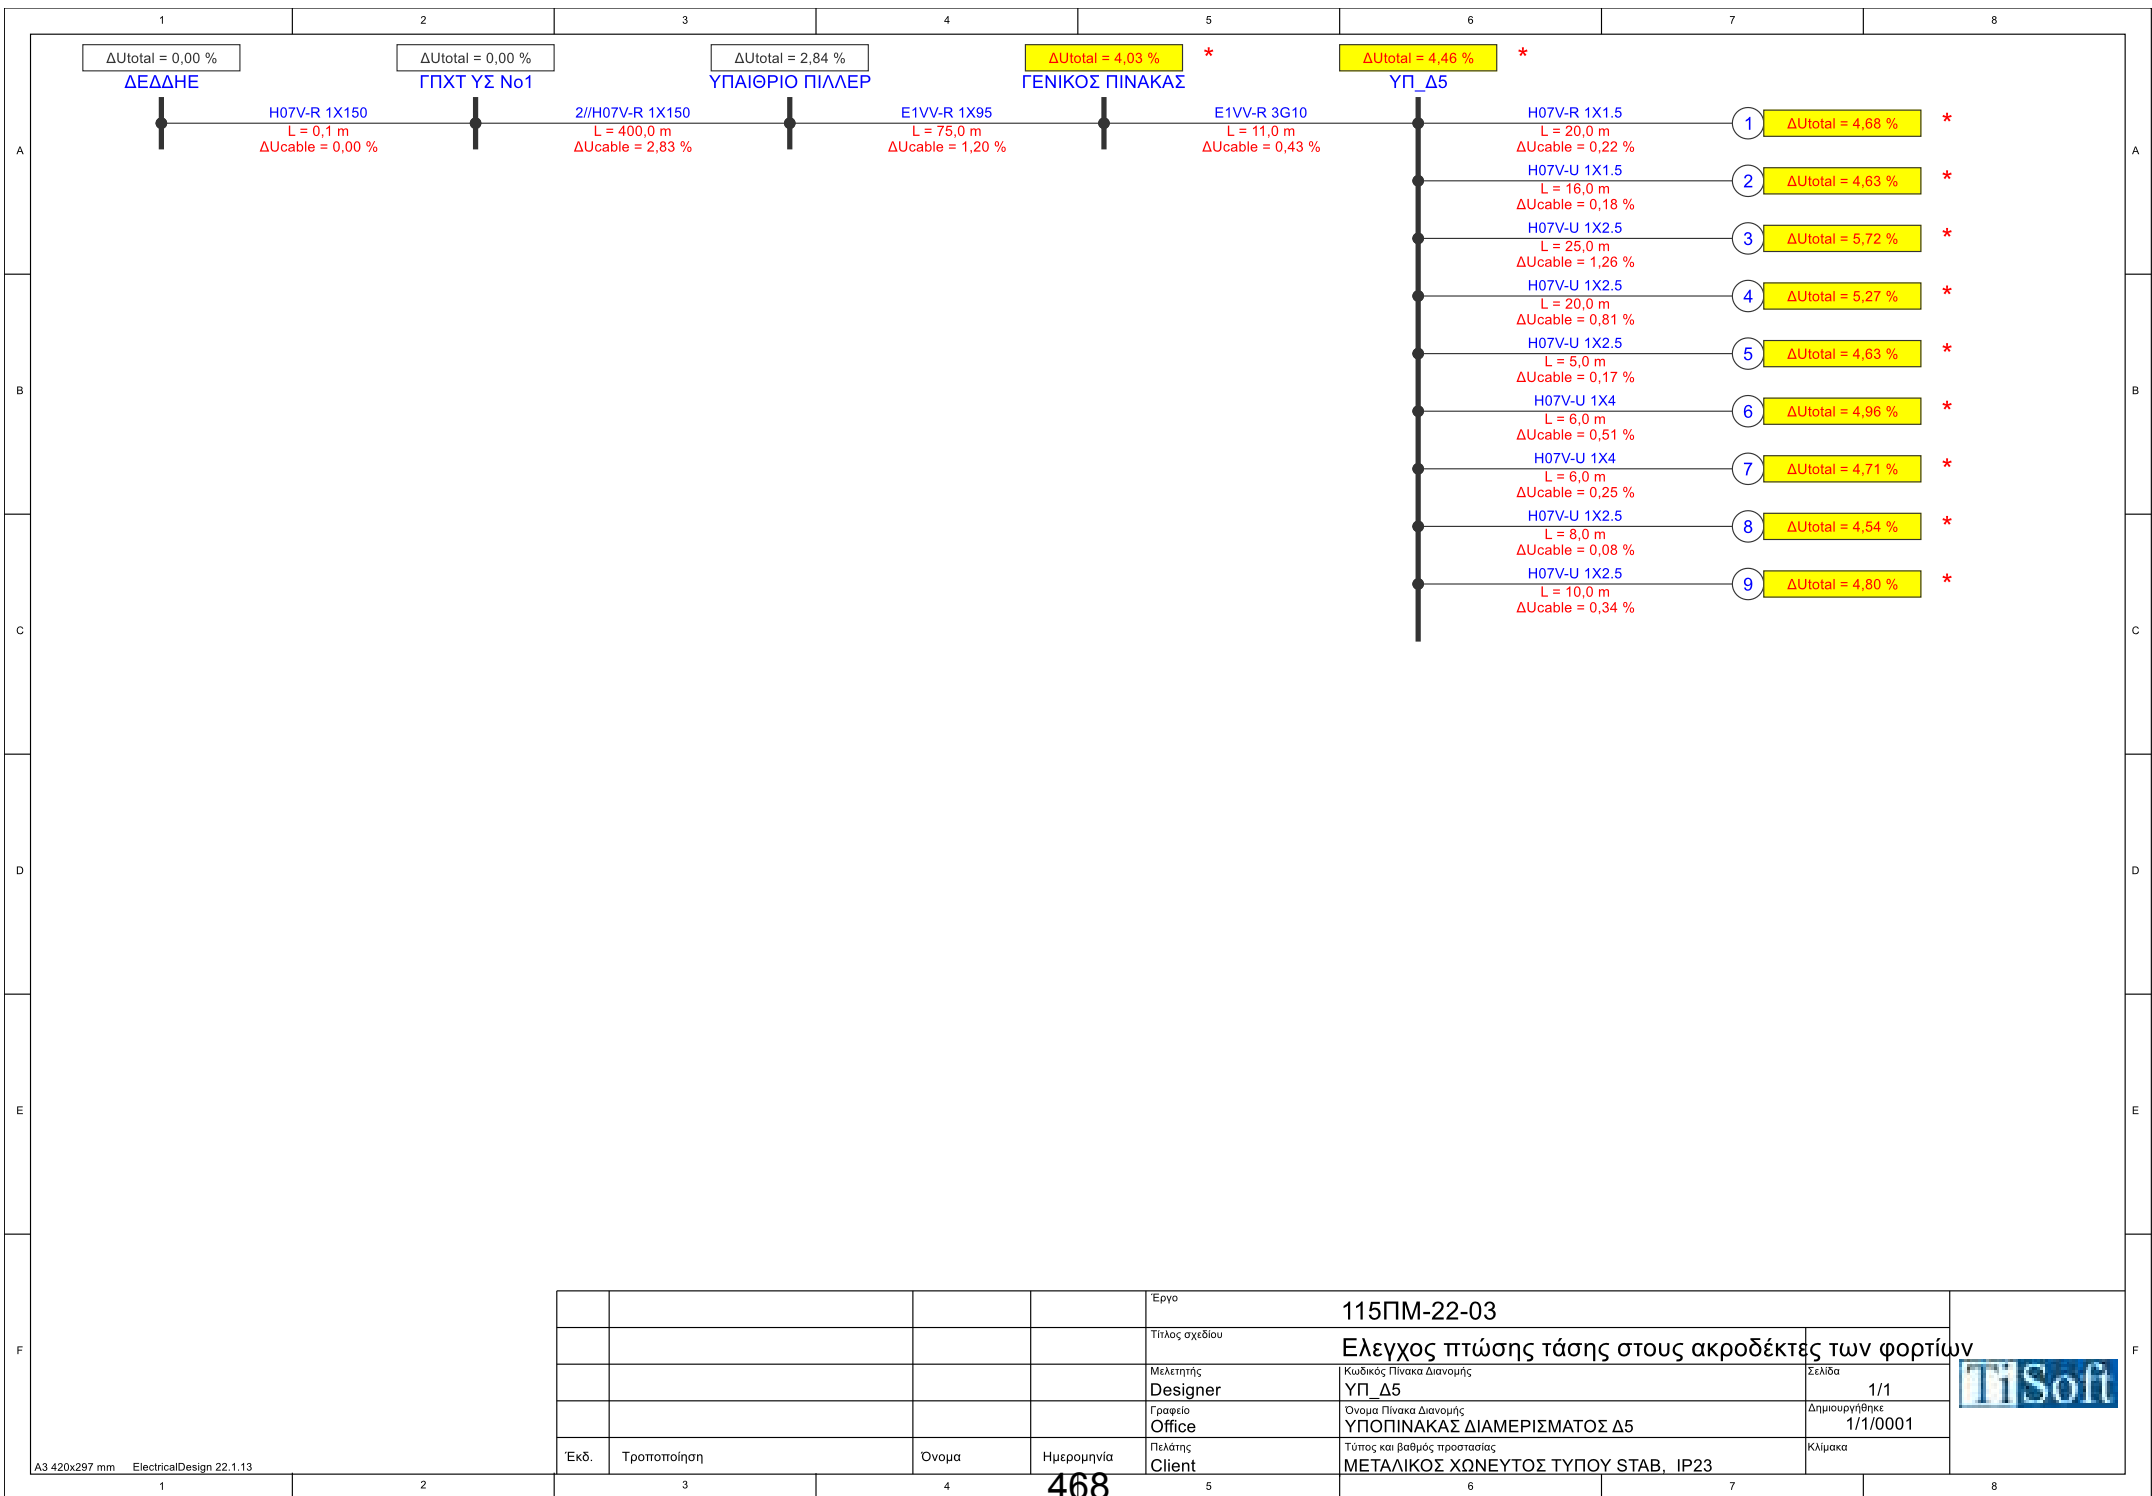 1 2 3 4 5 6 7 8
ΔUtotal = 0,00 % ΔUtotal = 0,00 % ΔUtotal = 2,84 % ΔUtotal = 4,03 % * ΔUtotal = 4,46 % *
ΔΕΔΔΗΕ ΓΠΧΤ ΥΣ Νο1 ΥΠΑΙΘΡΙΟ ΠΙΛΛΕΡ ΓΕΝΙΚΟΣ ΠΙΝΑΚΑΣ ΥΠ_Δ5
H07V-R 1X150 2//H07V-R 1X150 E1VV-R 1X95 E1VV-R 3G10 H07V-R 1X1.5
1 ΔUtotal = 4,68 % *
L = 0,1 m L = 400,0 m L = 75,0 m L = 11,0 m L = 20,0 m
ΔUcable = 0,00 % ΔUcable = 2,83 % ΔUcable = 1,20 % ΔUcable = 0,43 % ΔUcable = 0,22 %
A A
H07V-U 1X1.5
2 ΔUtotal = 4,63 % *
L = 16,0 m
ΔUcable = 0,18 %
H07V-U 1X2.5
3 ΔUtotal = 5,72 % *
L = 25,0 m
ΔUcable = 1,26 %
H07V-U 1X2.5
4 ΔUtotal = 5,27 % *
L = 20,0 m
ΔUcable = 0,81 %
H07V-U 1X2.5
5 ΔUtotal = 4,63 % *
L = 5,0 m
ΔUcable = 0,17 %
B B
H07V-U 1X4
6 ΔUtotal = 4,96 % *
L = 6,0 m
ΔUcable = 0,51 %
H07V-U 1X4
7 ΔUtotal = 4,71 % *
L = 6,0 m
ΔUcable = 0,25 %
H07V-U 1X2.5
8 ΔUtotal = 4,54 % *
L = 8,0 m
ΔUcable = 0,08 %
H07V-U 1X2.5
9 ΔUtotal = 4,80 % *
L = 10,0 m
ΔUcable = 0,34 %
C C
D D
E E
F F
Έργο
115ΠΜ-22-03
Τίτλος σχεδίου
Ελεγχος πτώσης τάσης στους ακροδέκτες των φορτίων
Μελετητής Κωδικός Πίνακα Διανομής Σελίδα
Designer ΥΠ_Δ5 1/1
TiSoft
Γραφείο Όνομα Πίνακα Διανομής Δημιουργήθηκε
Office ΥΠΟΠΙΝΑΚΑΣ ΔΙΑΜΕΡΙΣΜΑΤΟΣ Δ5 1/1/0001
Πελάτης Τύπος και βαθμός προστασίας Κλίμακα
Έκδ. Τροποποίηση Όνομα Ημερομηνία
Client ΜΕΤΑΛΙΚΟΣ ΧΩΝΕΥΤΟΣ ΤΥΠΟΥ STAB, IP23
A3 420x297 mm ElectricalDesign 22.1.13
1 2 3 4 5 6 7 8
468